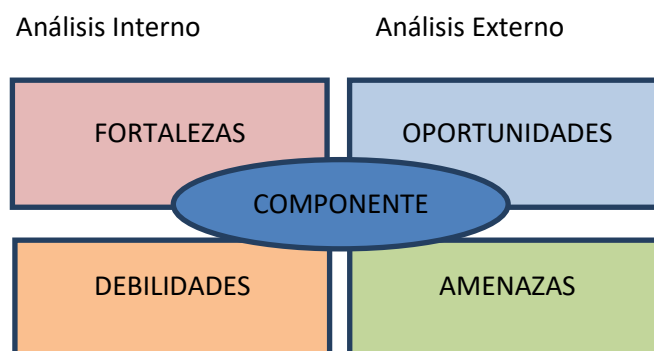 Análisis Interno
Análisis Externo
FORTALEZAS
OPORTUNIDADES
COMPONENTE
DEBILIDADES
AMENAZAS